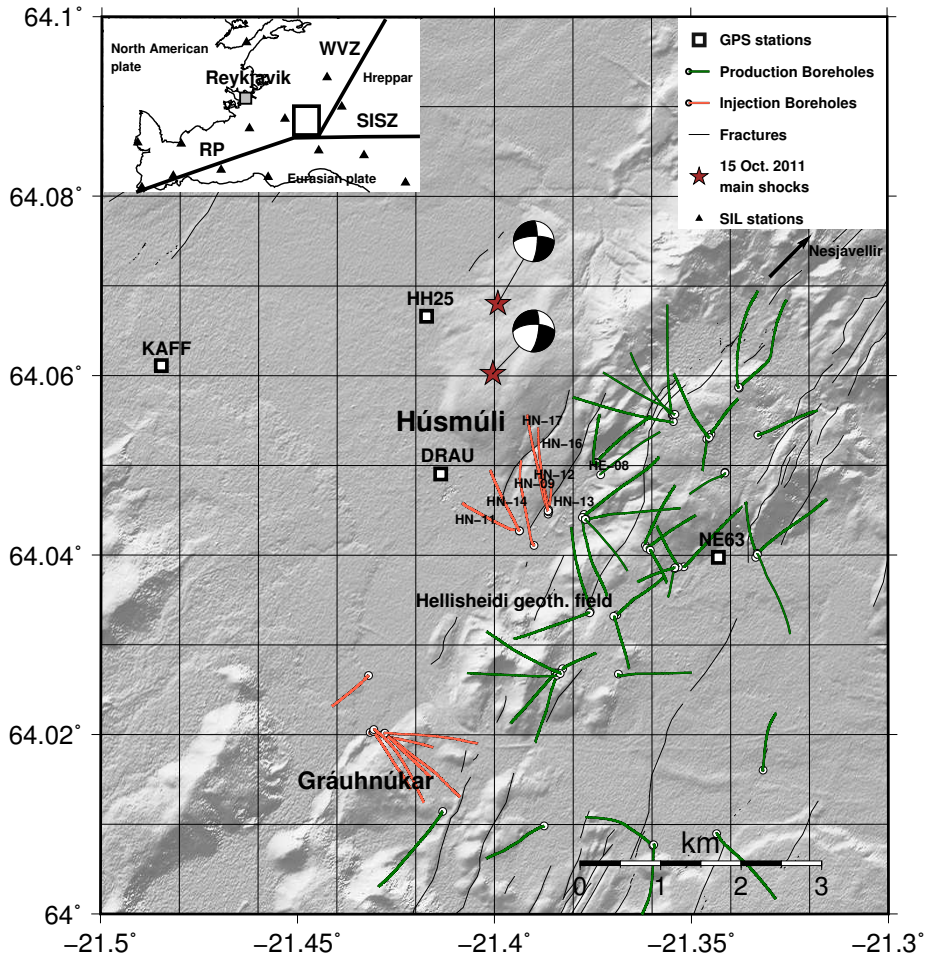 64.1
64.08
64.06
64.04
64.02
64
−21.5
−21.45
−21.4
−21.35
−21.3
North American
plate
WVZ
Reykjavik
Hreppar
SISZ
RP
Eurasian plate
GPS stations
Production Boreholes
Injection Boreholes
Fractures
15 Oct. 2011
main shocks
SIL stations
Nesjavellir
HH25
KAFF
Húsmúli
DRAU
HN−17
HN−16
HE−08
HN−12
HN−09
HN−14
HN−13
HN−11
NE63
Hellisheidi geoth. field
Gráuhnúkar
km
0 1 2 3